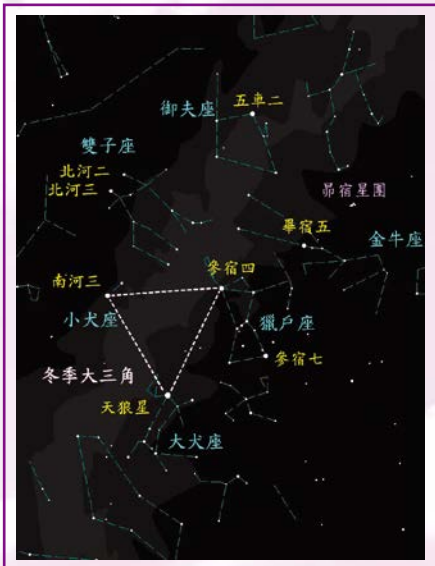 御夫座
五車二
雙子座
北河二
北河三
昴宿星團
畢宿五
金牛座
參宿四
南河三
小犬座
獵戶座
參宿七
冬季大三角
天狼星
大犬座